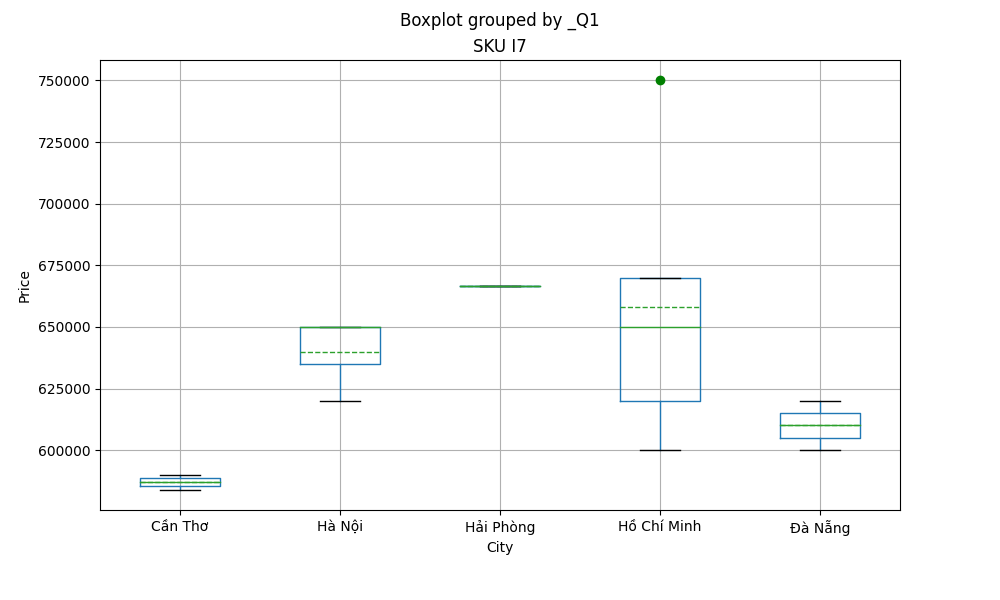 Boxplot grouped by _Q1
SKU I7
750000
725000
700000
675000
650000
625000
600000
Price
Cần Thơ
Hà Nội
Hải Phòng
Hồ Chí Minh
Đà Nẵng
City